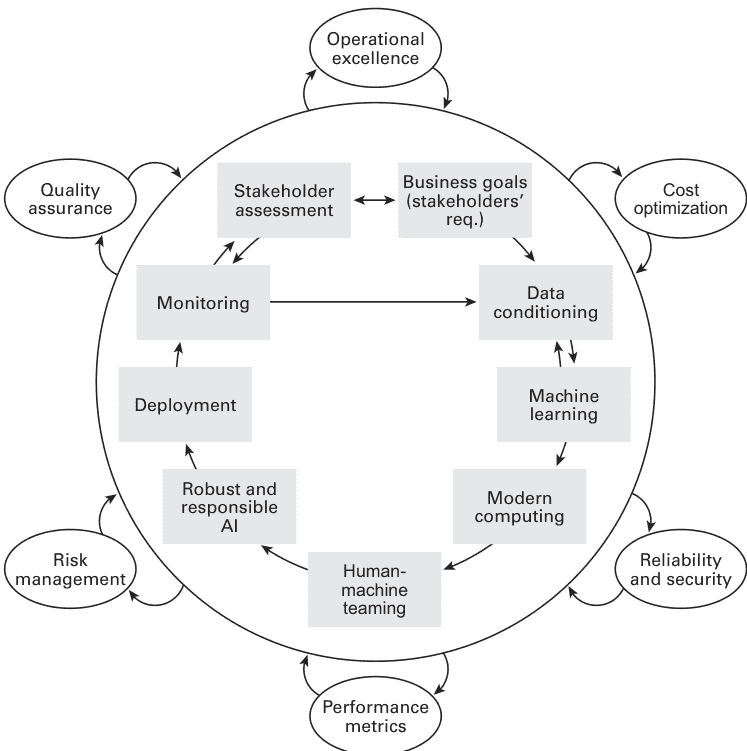 Operational
excellence
Quality
assurance
Stakeholder
assessment
Business goals
(stakeholders'
req.)
Cost
optimization
Monitoring
Data
conditioning
Deployment
Machine
learning
Robust and
responsible
AI
Modern
computing
Risk
management
Human-
machine
teaming
Reliability
and security
Performance
metrics